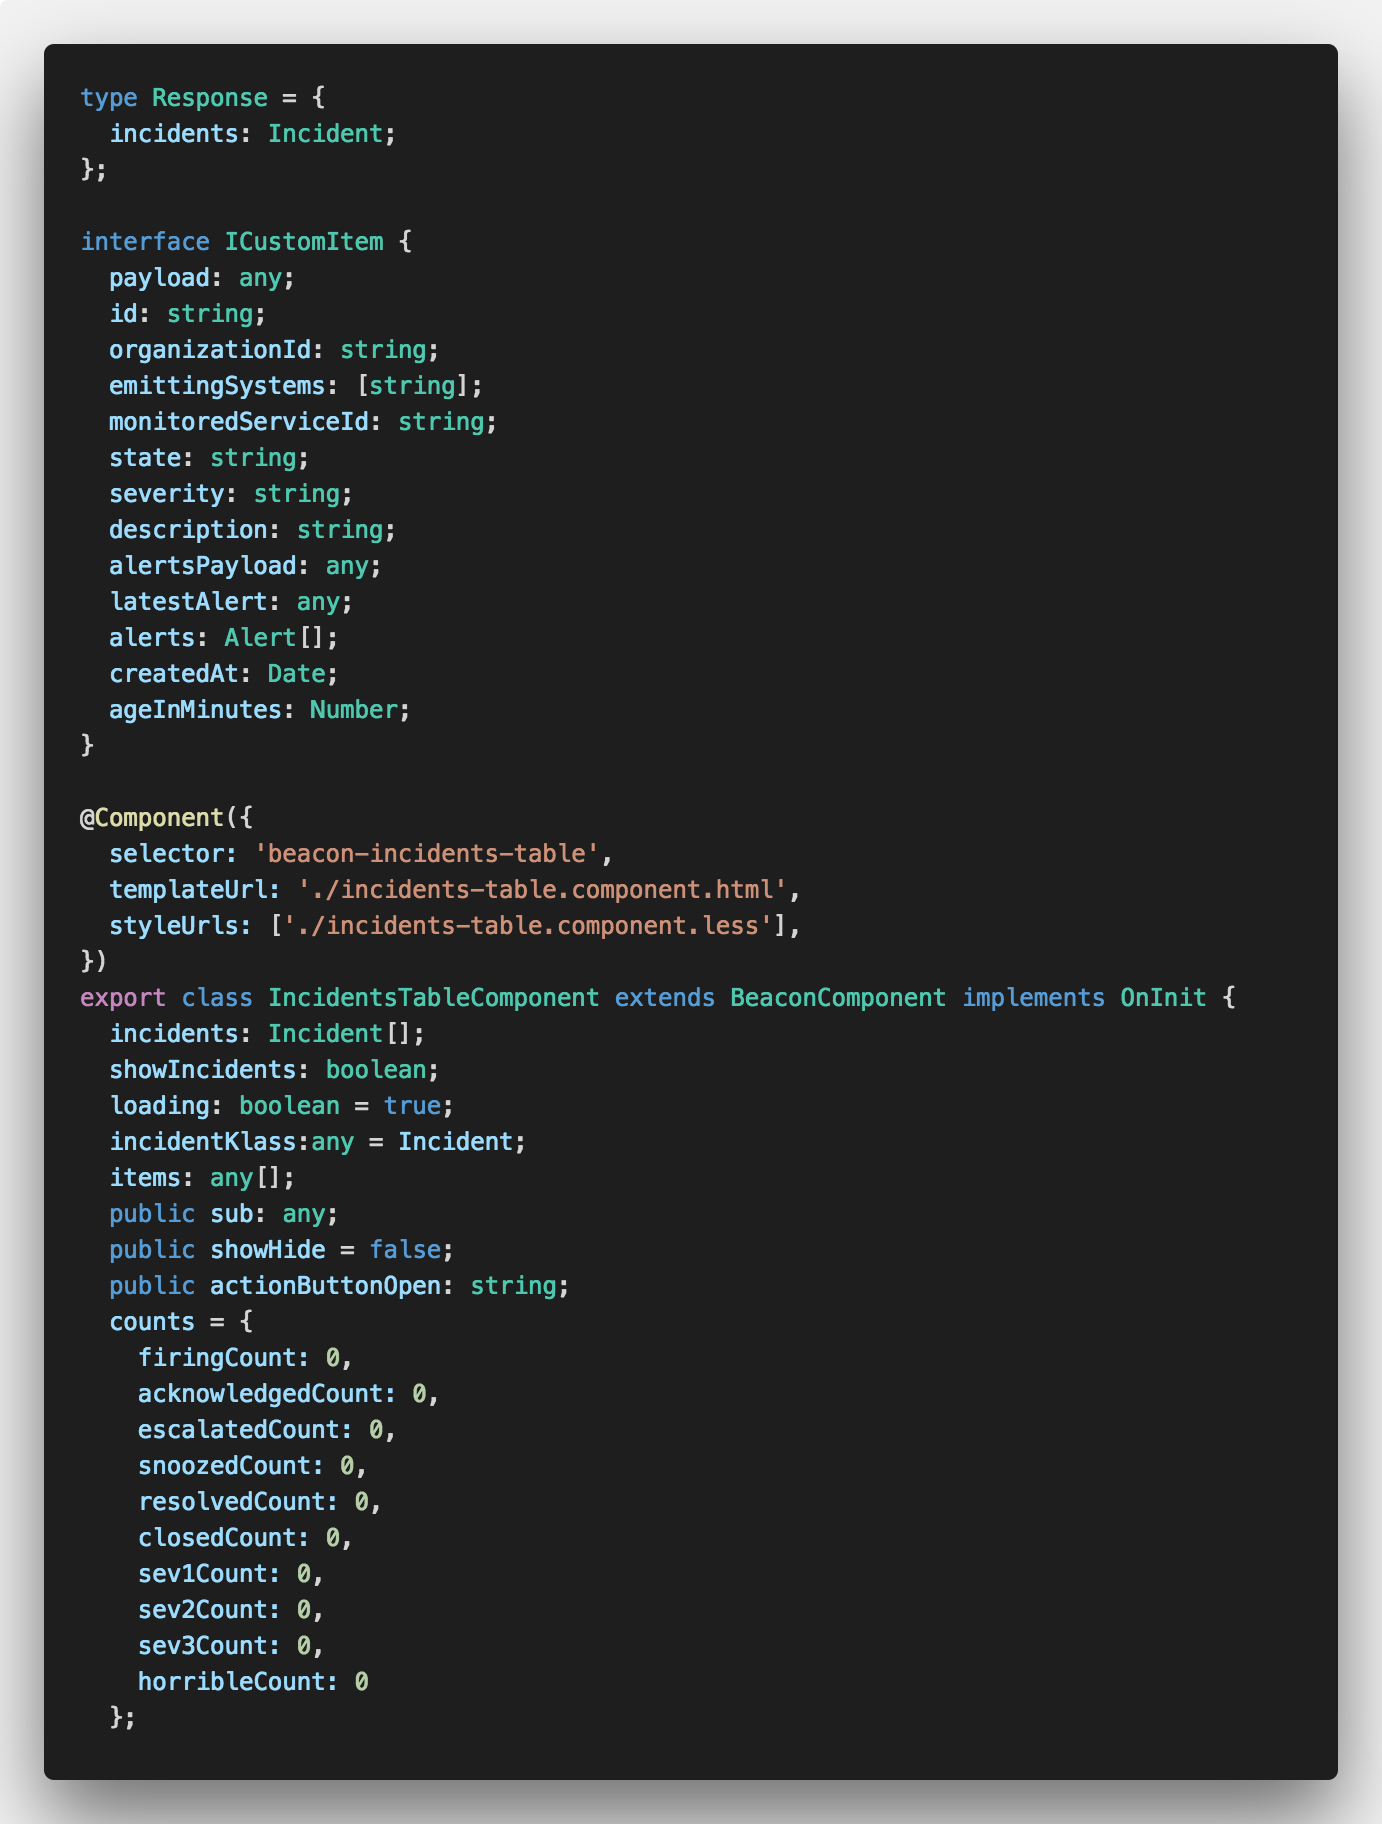 type Response = {
  incidents: Incident;
};

interface ICustomItem {
  payload: any;
  id: string;
  organizationId: string;
  emittingSystems: [string];
  monitoredServiceId: string;
  state: string;
  severity: string;
  description: string;
  alertsPayload: any;
  latestAlert: any;
  alerts: Alert[];
  createdAt: Date;
  ageInMinutes: Number;
}

@Component({
  selector: 'beacon-incidents-table',
  templateUrl: './incidents-table.component.html',
  styleUrls: ['./incidents-table.component.less'],
})
export class IncidentsTableComponent extends BeaconComponent implements OnInit {
  incidents: Incident[];
  showIncidents: boolean;
  loading: boolean = true;
  incidentKlass:any = Incident;
  items: any[];
  public sub: any;
  public showHide = false;
  public actionButtonOpen: string;
  counts = {
    firingCount: 0,
    acknowledgedCount: 0,
    escalatedCount: 0,
    snoozedCount: 0,
    resolvedCount: 0,
    closedCount: 0,
    sev1Count: 0,
    sev2Count: 0,
    sev3Count: 0,
    horribleCount: 0
  };